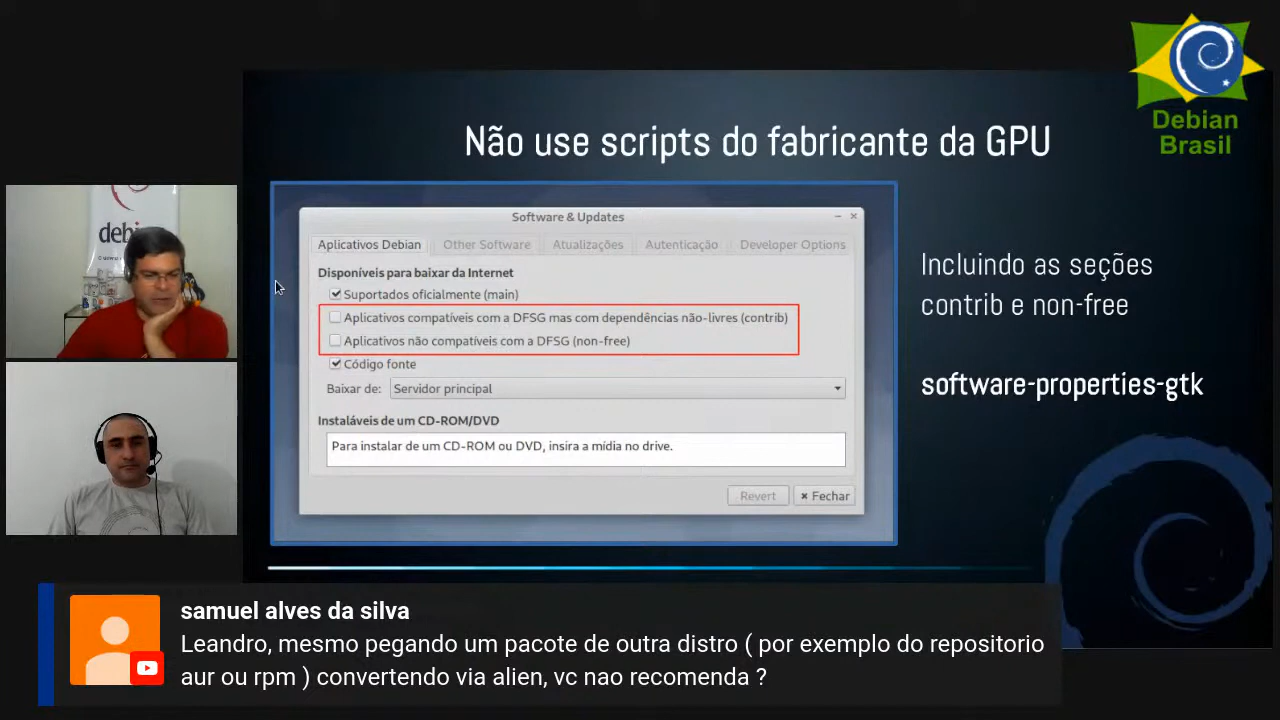 Debian
Brasil
Não use scripts do fabricante da GPU
debian
Software & Updates
Aplicativos Debian
Other Software
Atualizações
Autenticação
Developer Options
Disponíveis para baixar da Internet
Suportados oficialmente (main)
Aplicativos compatíveis com a DFSG mas com dependências não-livres (contrib)
Aplicativos não compatíveis com a DFSG (non-free)
Código fonte
Baixar de: Servidor principal
Instaláveis de um CD-ROM/DVD
Para instalar de um CD-ROM ou DVD, insira a mídia no drive.
Revert
Fechar
Incluindo as seções
contrib e non-free
software-properties-gtk
samuel alves da silva
Leandro, mesmo pegando um pacote de outra distro ( por exemplo do repositorio
aur ou rpm ) convertendo via alien, vc nao recomenda ?